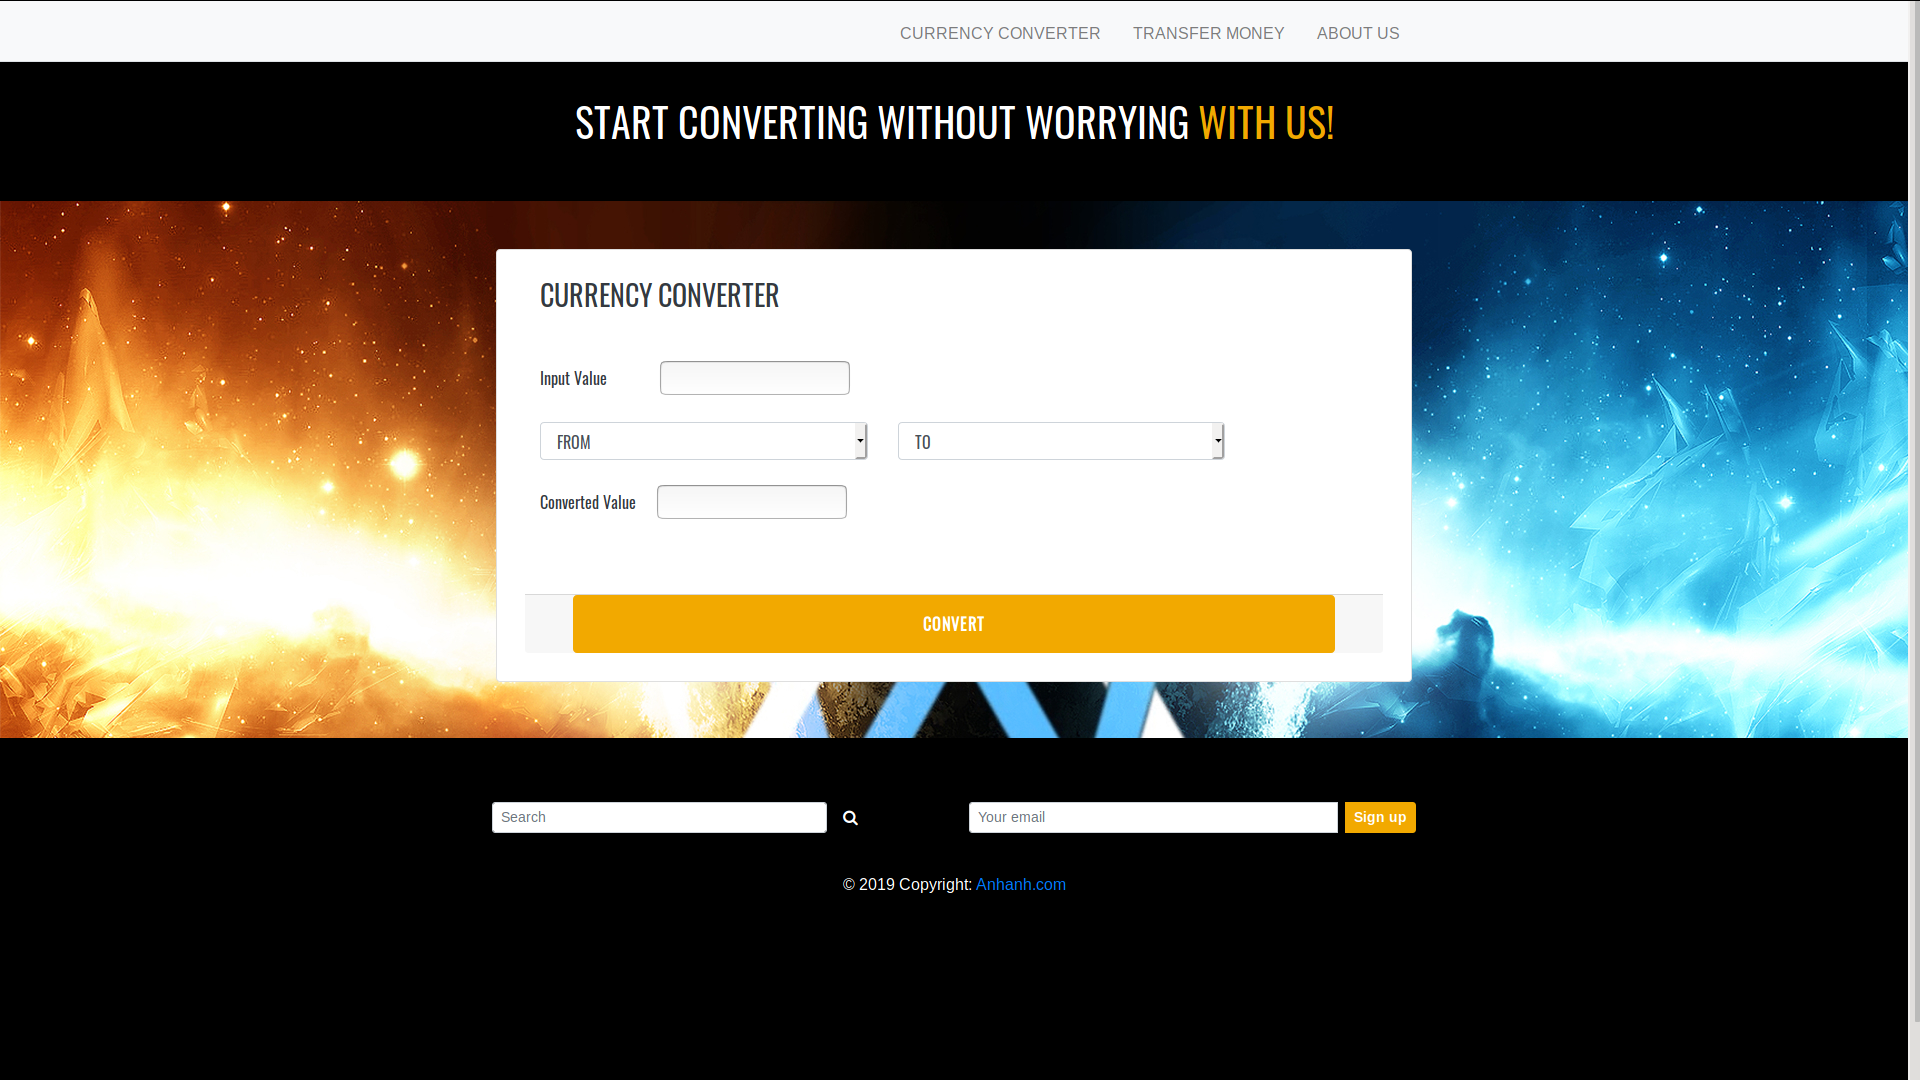 CURRENCY CONVERTER TRANSFER MONEY ABOUT US
START CONVERTING WITHOUT WORRYING WITH US!
CURRENCY CONVERTER
Input Value
FROM TO
Converted Value
CONVERT
Search Your email Sign up
© 2019 Copyright: Anhanh.com